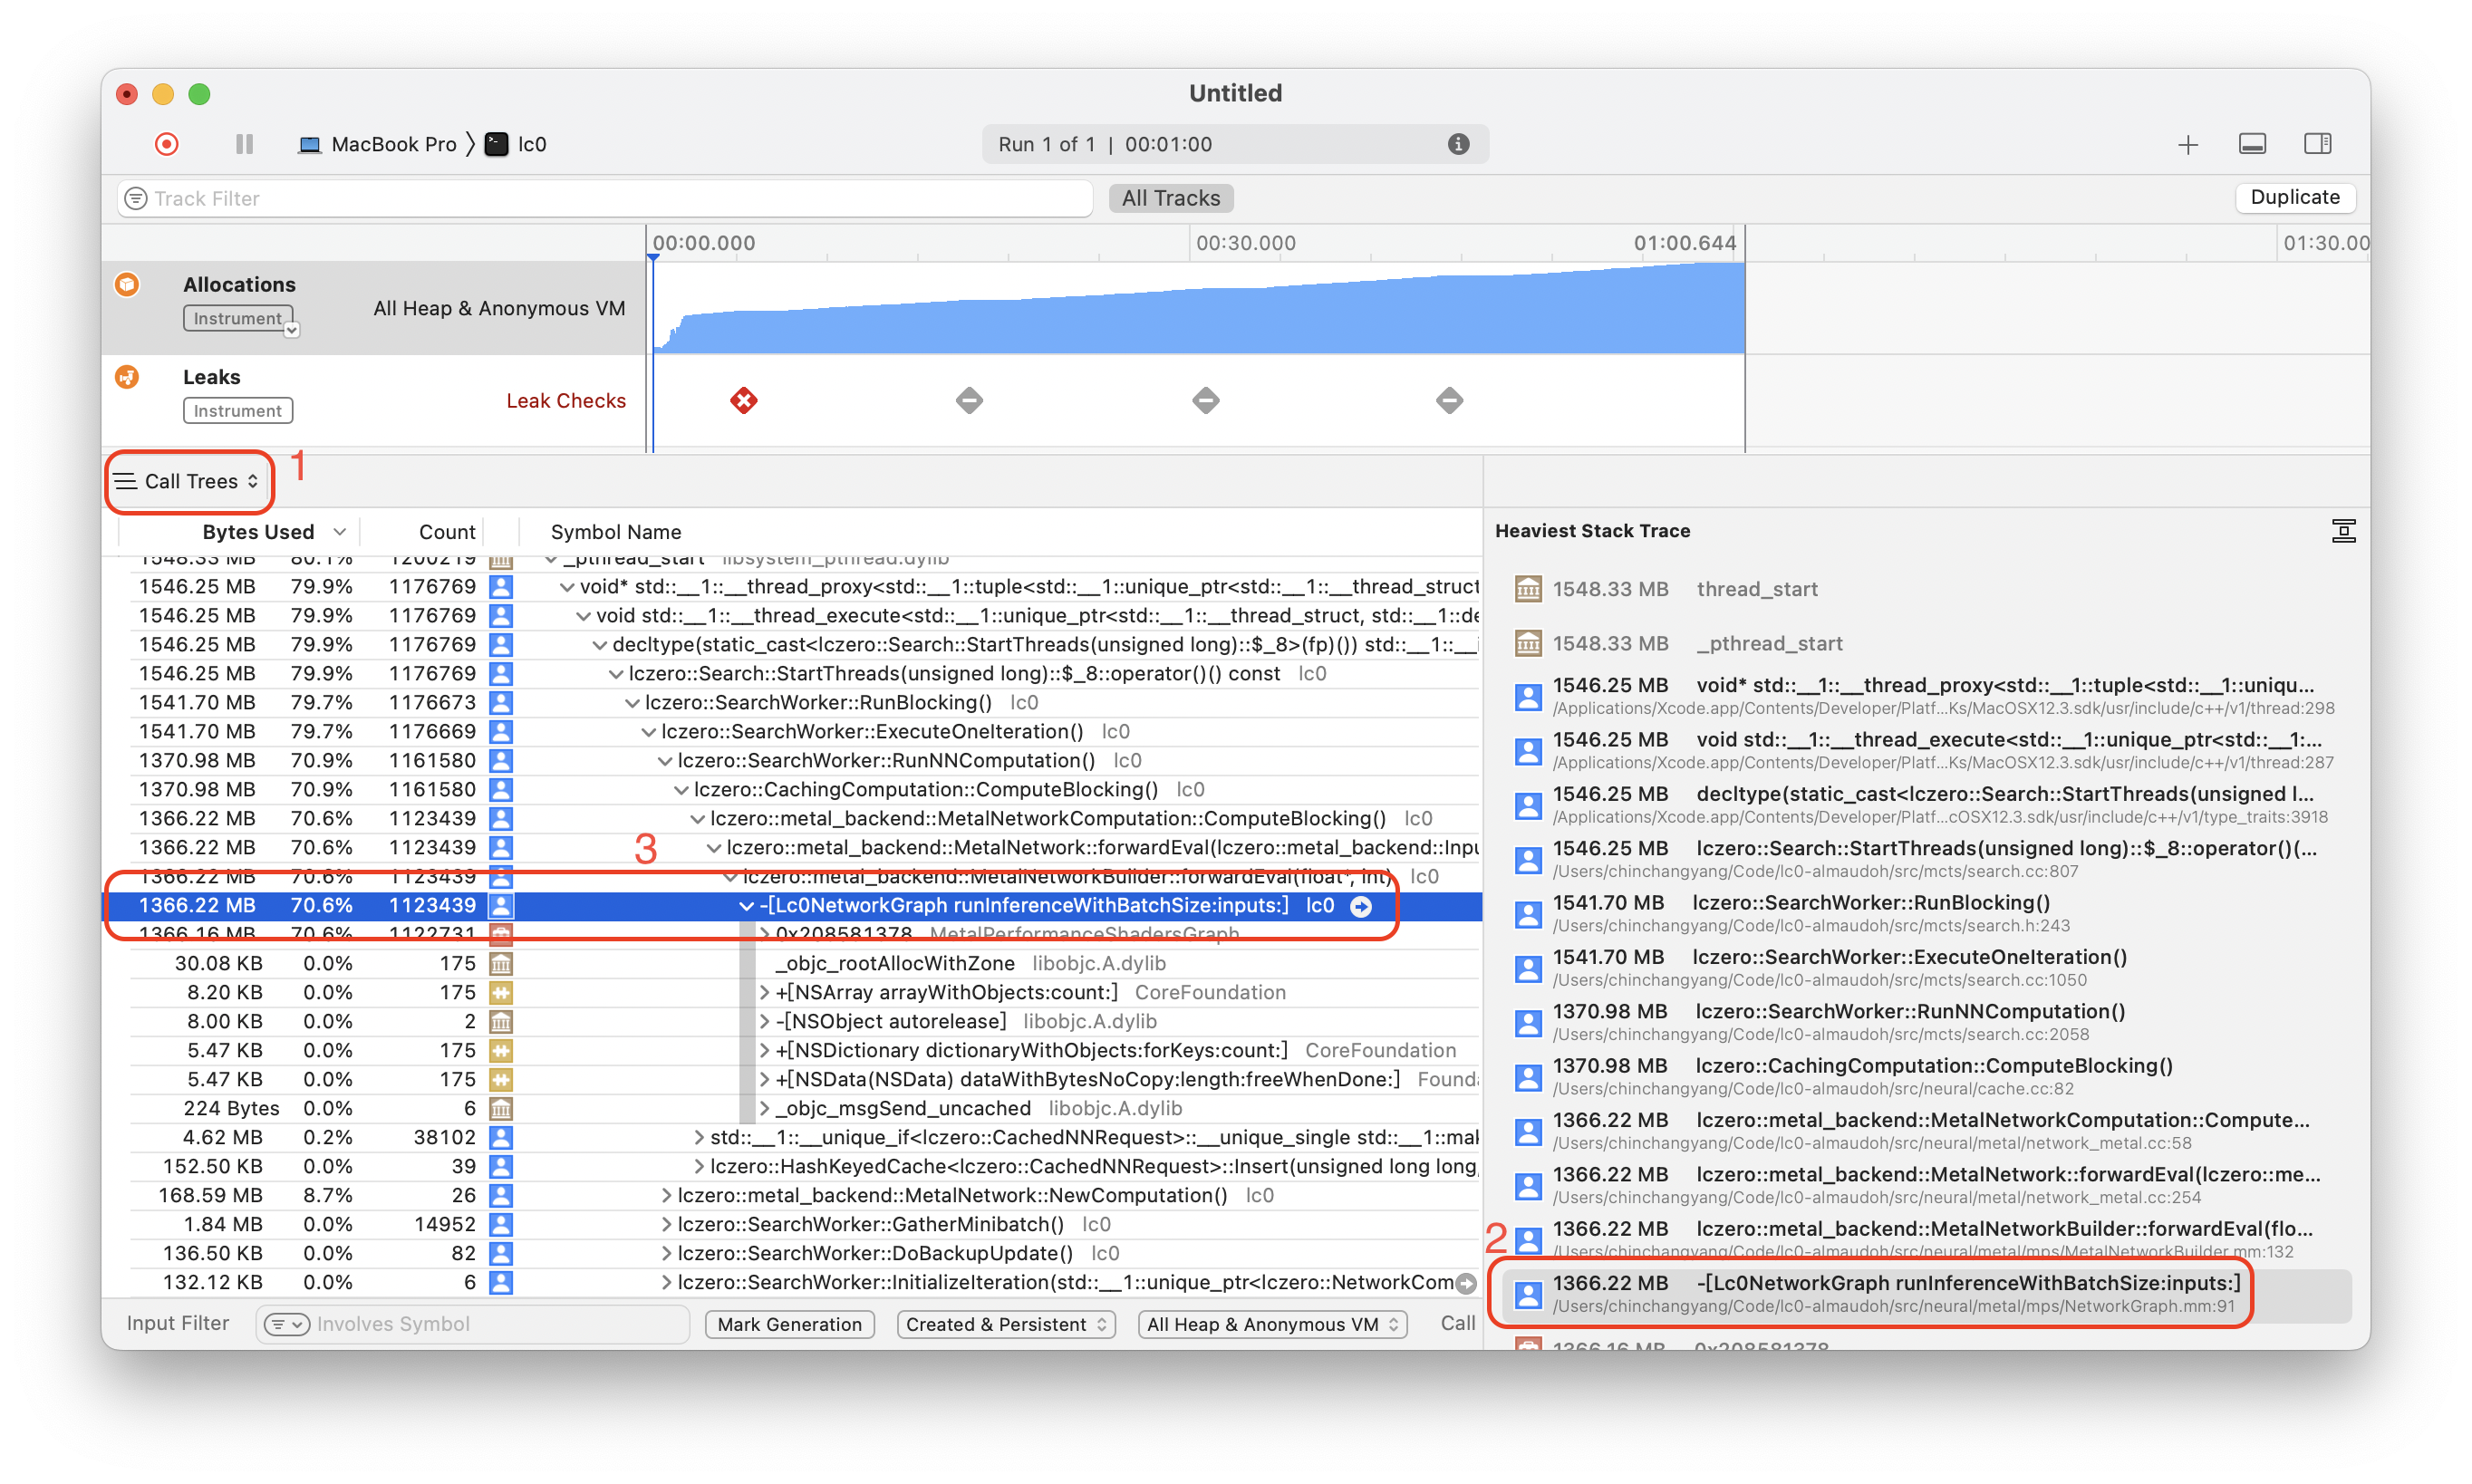 Untitled
MacBook Pro lc0
Run 1 of 1 | 00:01:00
Track Filter
All Tracks
Duplicate
00:00.000 00:30.000 01:00.644 01:30.00
Allocations
Instrument
All Heap & Anonymous VM
Leaks
Instrument
Leak Checks
Call Trees
1
Bytes Used Count Symbol Name
1548.33 MB 80.1% 1200219 _pthread_start libsystem_pthread.dylib
1546.25 MB 79.9% 1176769 void* std::__1::__thread_proxy<std::__1::tuple<std::__1::unique_ptr<std::__1::__thread_struct
1546.25 MB 79.9% 1176769 void std::__1::__thread_execute<std::__1::unique_ptr<std::__1::__thread_struct, std::__1::de
1546.25 MB 79.9% 1176769 decltype(static_cast<lczero::Search::StartThreads(unsigned long)::$_8>(fp)()) std::__1::__i
1546.25 MB 79.9% 1176769 lczero::Search::StartThreads(unsigned long)::$_8::operator()() const lc0
1541.70 MB 79.7% 1176673 lczero::SearchWorker::RunBlocking() lc0
1541.70 MB 79.7% 1176669 lczero::SearchWorker::ExecuteOneIteration() lc0
1370.98 MB 70.9% 1161580 lczero::SearchWorker::RunNNComputation() lc0
1370.98 MB 70.9% 1161580 lczero::CachingComputation::ComputeBlocking() lc0
1366.22 MB 70.6% 1123439 lczero::metal_backend::MetalNetworkComputation::ComputeBlocking() lc0
1366.22 MB 70.6% 1123439 lczero::metal_backend::MetalNetwork::forwardEval(lczero::metal_backend::Inpu
3
1366.22 MB 70.6% 1123439 lczero::metal_backend::MetalNetworkBuilder::forwardEval(float*, int) lc0
1366.22 MB 70.6% 1123439 -[Lc0NetworkGraph runInferenceWithBatchSize:inputs:] lc0
1366.16 MB 70.6% 1122731 0x208581378 MetalPerformanceShadersGraph
30.08 KB 0.0% 175 _objc_rootAllocWithZone libobjc.A.dylib
8.20 KB 0.0% 175 +[NSArray arrayWithObjects:count:] CoreFoundation
8.00 KB 0.0% 2 -[NSObject autorelease] libobjc.A.dylib
5.47 KB 0.0% 175 +[NSDictionary dictionaryWithObjects:forKeys:count:] CoreFoundation
5.47 KB 0.0% 175 +[NSData(NSData) dataWithBytesNoCopy:length:freeWhenDone:] Founda
224 Bytes 0.0% 6 _objc_msgSend_uncached libobjc.A.dylib
4.62 MB 0.2% 38102 std::__1::__unique_if<lczero::CachedNNRequest>::__unique_single std::__1::mak
152.50 KB 0.0% 39 lczero::HashKeyedCache<lczero::CachedNNRequest>::Insert(unsigned long long,
168.59 MB 8.7% 26 lczero::metal_backend::MetalNetwork::NewComputation() lc0
1.84 MB 0.0% 14952 lczero::SearchWorker::GatherMinibatch() lc0
136.50 KB 0.0% 82 lczero::SearchWorker::DoBackupUpdate() lc0
132.12 KB 0.0% 6 lczero::SearchWorker::InitializeIteration(std::__1::unique_ptr<lczero::NetworkCom
Input Filter Involves Symbol Mark Generation Created & Persistent All Heap & Anonymous VM Call
Heaviest Stack Trace
1548.33 MB thread_start
1548.33 MB _pthread_start
1546.25 MB void* std::__1::__thread_proxy<std::__1::tuple<std::__1::uniqu...
/Applications/Xcode.app/Contents/Developer/Platf...Ks/MacOSX12.3.sdk/usr/include/c++/v1/thread:298
1546.25 MB void std::__1::__thread_execute<std::__1::unique_ptr<std::__1:...
/Applications/Xcode.app/Contents/Developer/Platf...Ks/MacOSX12.3.sdk/usr/include/c++/v1/thread:287
1546.25 MB decltype(static_cast<lczero::Search::StartThreads(unsigned l...
/Applications/Xcode.app/Contents/Developer/Platf...cOSX12.3.sdk/usr/include/c++/v1/type_traits:3918
1546.25 MB lczero::Search::StartThreads(unsigned long)::$_8::operator()(...
/Users/chinchangyang/Code/lc0-almaudoh/src/mcts/search.cc:807
1541.70 MB lczero::SearchWorker::RunBlocking()
/Users/chinchangyang/Code/lc0-almaudoh/src/mcts/search.h:243
1541.70 MB lczero::SearchWorker::ExecuteOneIteration()
/Users/chinchangyang/Code/lc0-almaudoh/src/mcts/search.cc:1050
1370.98 MB lczero::SearchWorker::RunNNComputation()
/Users/chinchangyang/Code/lc0-almaudoh/src/mcts/search.cc:2058
1370.98 MB lczero::CachingComputation::ComputeBlocking()
/Users/chinchangyang/Code/lc0-almaudoh/src/neural/cache.cc:82
1366.22 MB lczero::metal_backend::MetalNetworkComputation::Compute...
/Users/chinchangyang/Code/lc0-almaudoh/src/neural/metal/network_metal.cc:58
1366.22 MB lczero::metal_backend::MetalNetwork::forwardEval(lczero::me...
/Users/chinchangyang/Code/lc0-almaudoh/src/neural/metal/network_metal.cc:254
1366.22 MB lczero::metal_backend::MetalNetworkBuilder::forwardEval(flo...
/Users/chinchangyang/Code/lc0-almaudoh/src/neural/metal/mps/MetalNetworkBuilder.mm:132
2
1366.22 MB -[Lc0NetworkGraph runInferenceWithBatchSize:inputs:]
/Users/chinchangyang/Code/lc0-almaudoh/src/neural/metal/mps/NetworkGraph.mm:91
1366.16 MB 0x208581378